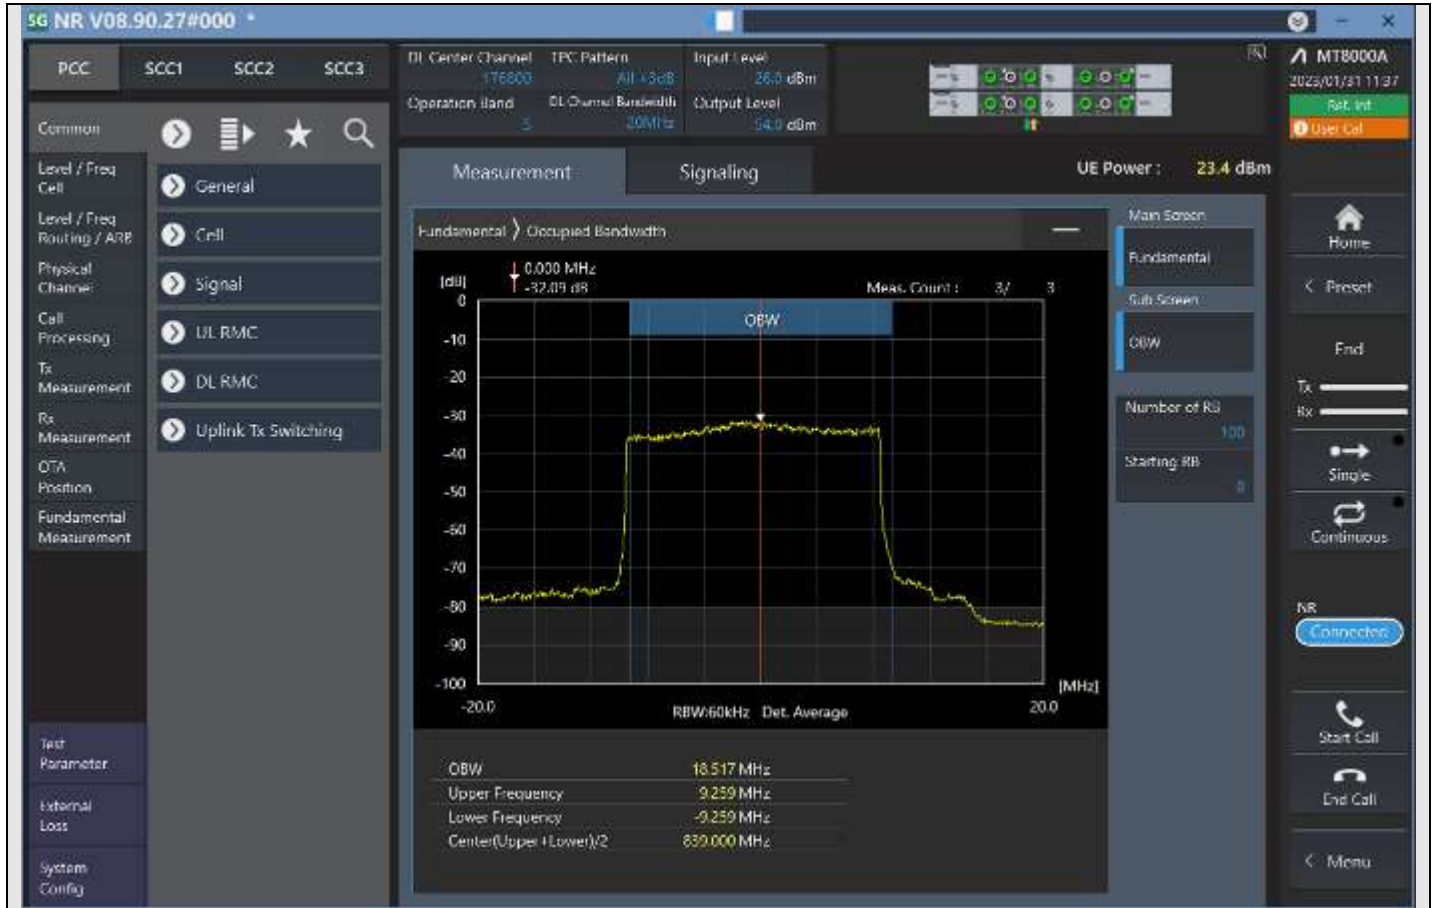 SG NR V08.90.27#000 *
PCC SCC1 SCC2 SCC3
DL Center Channel
176800
TPC Pattern
All +3dB
Input Level
26.0 dBm
Operation Band
5
DL Channel Bandwidth
20MHz
Output Level
-54.0 dBm
MT8000A
2023/01/31 11:37
Ref. Int
User Cal
Common
Level / Freq
Cell
Level / Freq
Routing / ARB
Physical
Channel
Call
Processing
Tx
Measurement
Rx
Measurement
OTA
Position
Fundamental
Measurement
Test
Parameter
External
Loss
System
Config
General
Cell
Signal
UL RMC
DL RMC
Uplink Tx Switching
Measurement Signaling
UE Power : 23.4 dBm
Fundamental 》 Occupied Bandwidth
0.000 MHz
-32.09 dB
Meas. Count : 3/ 3
[dB]
OBW
0
-10
-20
-30
-40
-50
-60
-70
-80
-90
-100
-20.0
20.0
[MHz]
RBW:60kHz Det. Average
OBW 18.517 MHz
Upper Frequency 9.259 MHz
Lower Frequency -9.259 MHz
Center(Upper+Lower)/2 839.000 MHz
Main Screen
Fundamental
Sub Screen
OBW
Number of RB
100
Starting RB
0
Home
< Preset
End
Tx
Rx
Single
Continuous
NR
Connected
Start Call
End Call
< Menu